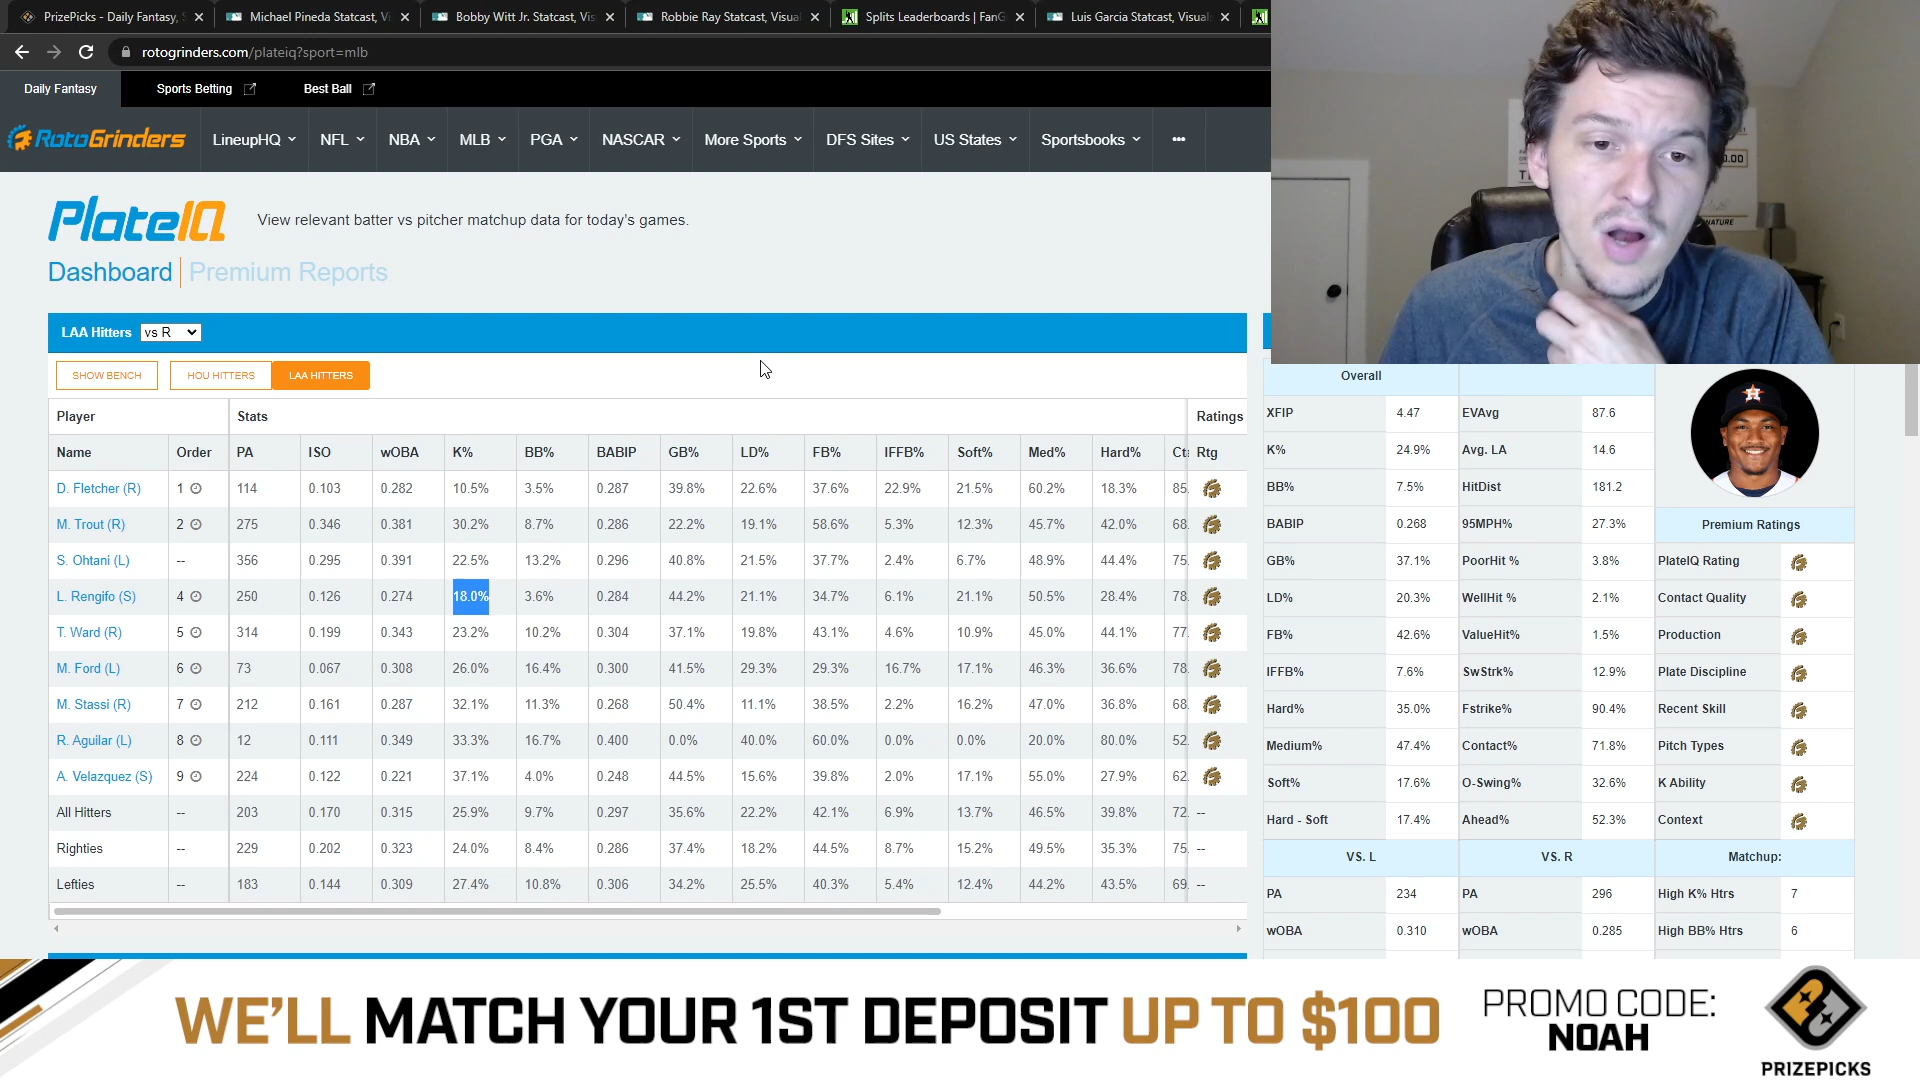 PrizePicks - Daily Fantasy, S
Michael Pineda Statcast, Vi
Bobby Witt Jr. Statcast, Vis
Robbie Ray Statcast, Visual
Splits Leaderboards | FanG
Luis Garcia Statcast, Visuals
rotogrinders.com/plateiq?sport=mlb
Daily Fantasy Sports Betting Best Ball
RotoGrinders LineupHQ NFL NBA MLB PGA NASCAR More Sports DFS Sites US States Sportsbooks •••
PlateIQ View relevant batter vs pitcher matchup data for today's games.
Dashboard Premium Reports
LAA Hitters vs R
SHOW BENCH HOU HITTERS LAA HITTERS
Player Stats Ratings
Name Order PA ISO wOBA K% BB% BABIP GB% LD% FB% IFFB% Soft% Med% Hard% Rtg
D. Fletcher (R) 1 114 0.103 0.282 10.5% 3.5% 0.287 39.8% 22.6% 37.6% 22.9% 21.5% 60.2% 18.3% 85.
M. Trout (R) 2 275 0.346 0.381 30.2% 8.7% 0.286 22.2% 19.1% 58.6% 5.3% 12.3% 45.7% 42.0% 68.
S. Ohtani (L) -- 356 0.295 0.391 22.5% 13.2% 0.296 40.8% 21.5% 37.7% 2.4% 6.7% 48.9% 44.4% 75.
L. Rengifo (S) 4 250 0.126 0.274 18.0% 3.6% 0.284 44.2% 21.1% 34.7% 6.1% 21.1% 50.5% 28.4% 78.
T. Ward (R) 5 314 0.199 0.343 23.2% 10.2% 0.304 37.1% 19.8% 43.1% 4.6% 10.9% 45.0% 44.1% 77.
M. Ford (L) 6 73 0.067 0.308 26.0% 16.4% 0.300 41.5% 29.3% 29.3% 16.7% 17.1% 46.3% 36.6% 78.
M. Stassi (R) 7 212 0.161 0.287 32.1% 11.3% 0.268 50.4% 11.1% 38.5% 2.2% 16.2% 47.0% 36.8% 68.
R. Aguilar (L) 8 12 0.111 0.349 33.3% 16.7% 0.400 0.0% 40.0% 60.0% 0.0% 0.0% 20.0% 80.0% 52.
A. Velazquez (S) 9 224 0.122 0.221 37.1% 4.0% 0.248 44.5% 15.6% 39.8% 2.0% 17.1% 55.0% 27.9% 62.
All Hitters -- 203 0.170 0.315 25.9% 9.7% 0.297 35.6% 22.2% 42.1% 6.9% 13.7% 46.5% 39.8% 72. --
Righties -- 229 0.202 0.323 24.0% 8.4% 0.286 37.4% 18.2% 44.5% 8.7% 15.2% 49.5% 35.3% 75. --
Lefties -- 183 0.144 0.309 27.4% 10.8% 0.306 34.2% 25.5% 40.3% 5.4% 12.4% 44.2% 43.5% 69. --
Overall
XFIP 4.47 EVAvg 87.6
K% 24.9% Avg. LA 14.6
BB% 7.5% HitDist 181.2
BABIP 0.268 95MPH% 27.3% Premium Ratings
GB% 37.1% PoorHit % 3.8% PlateIQ Rating
LD% 20.3% WellHit % 2.1% Contact Quality
FB% 42.6% ValueHit% 1.5% Production
IFFB% 7.6% SwStrk% 12.9% Plate Discipline
Hard% 35.0% Fstrike% 90.4% Recent Skill
Medium% 47.4% Contact% 71.8% Pitch Types
Soft% 17.6% O-Swing% 32.6% K Ability
Hard - Soft 17.4% Ahead% 52.3% Context
VS. L VS. R Matchup:
PA 234 PA 296 High K% Htrs 7
wOBA 0.310 wOBA 0.285 High BB% Htrs 6
WE'LL MATCH YOUR 1ST DEPOSIT UP TO $100
PROMO CODE:
NOAH
PRIZEPICKS